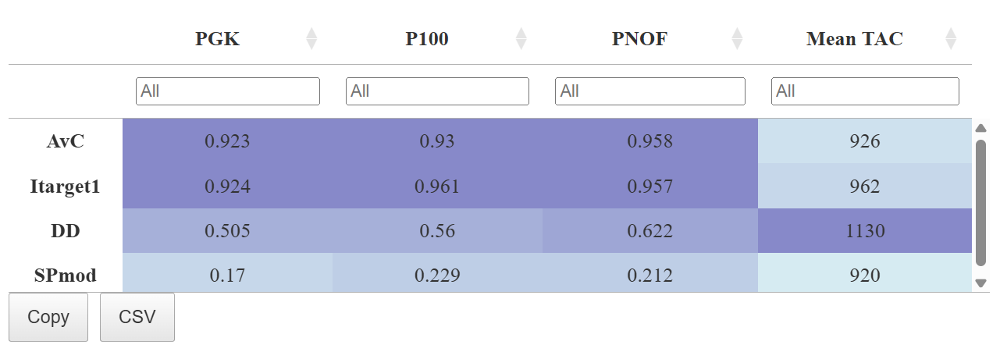 PGK P100 PNOF Mean TAC
All All All All
AvC 0.923 0.93 0.958 926
Itarget1 0.924 0.961 0.957 962
DD 0.505 0.56 0.622 1130
SPmod 0.17 0.229 0.212 920
Copy CSV